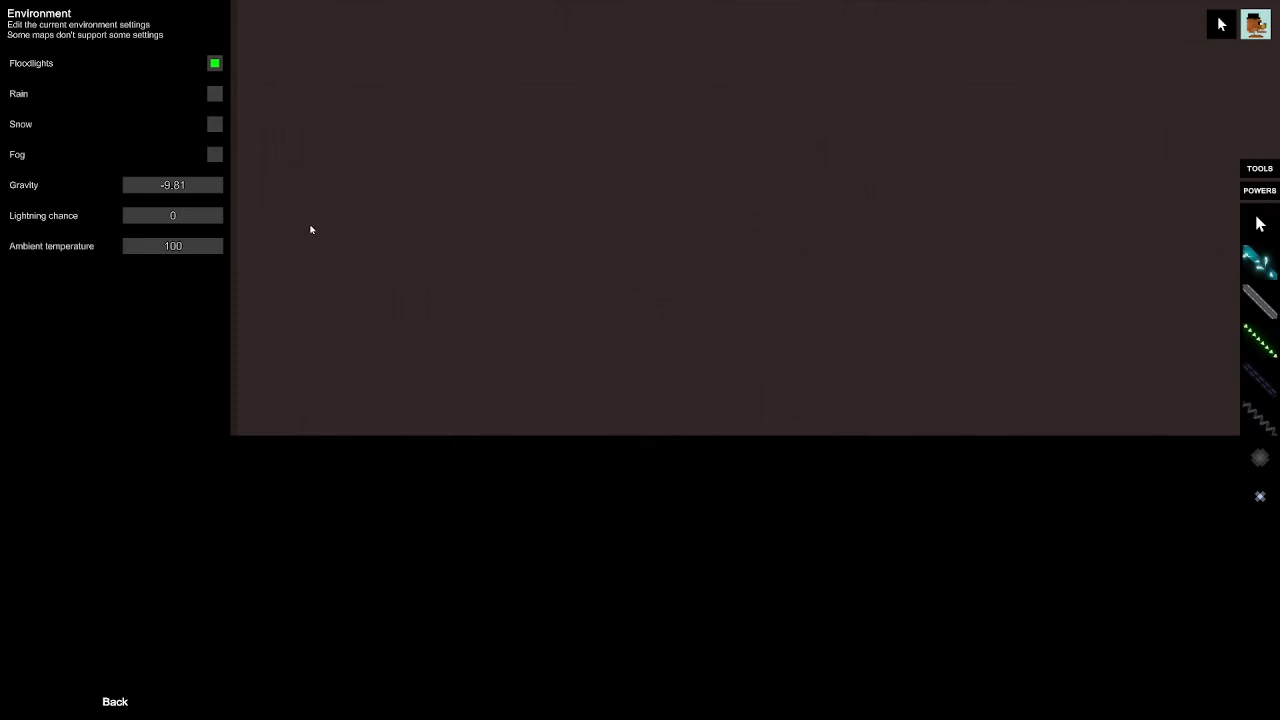 Environment
Edit the current environment settings
Some maps don't support some settings
Floodlights
Rain
Snow
Fog
Gravity -9.81
Lightning chance 0
Ambient temperature 100
TOOLS
POWERS
Back